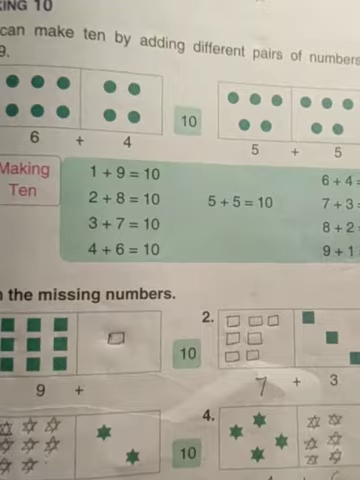 KING 10
can make ten by adding different pairs of numbers
9.
10
6 + 4
5 + 5
Making
Ten
1 + 9 = 10
2 + 8 = 10
3 + 7 = 10
4 + 6 = 10
5 + 5 = 10
6 + 4 =
7 + 3 =
8 + 2
9 + 1
the missing numbers.
2.
10
9 +
7 + 3
4.
10